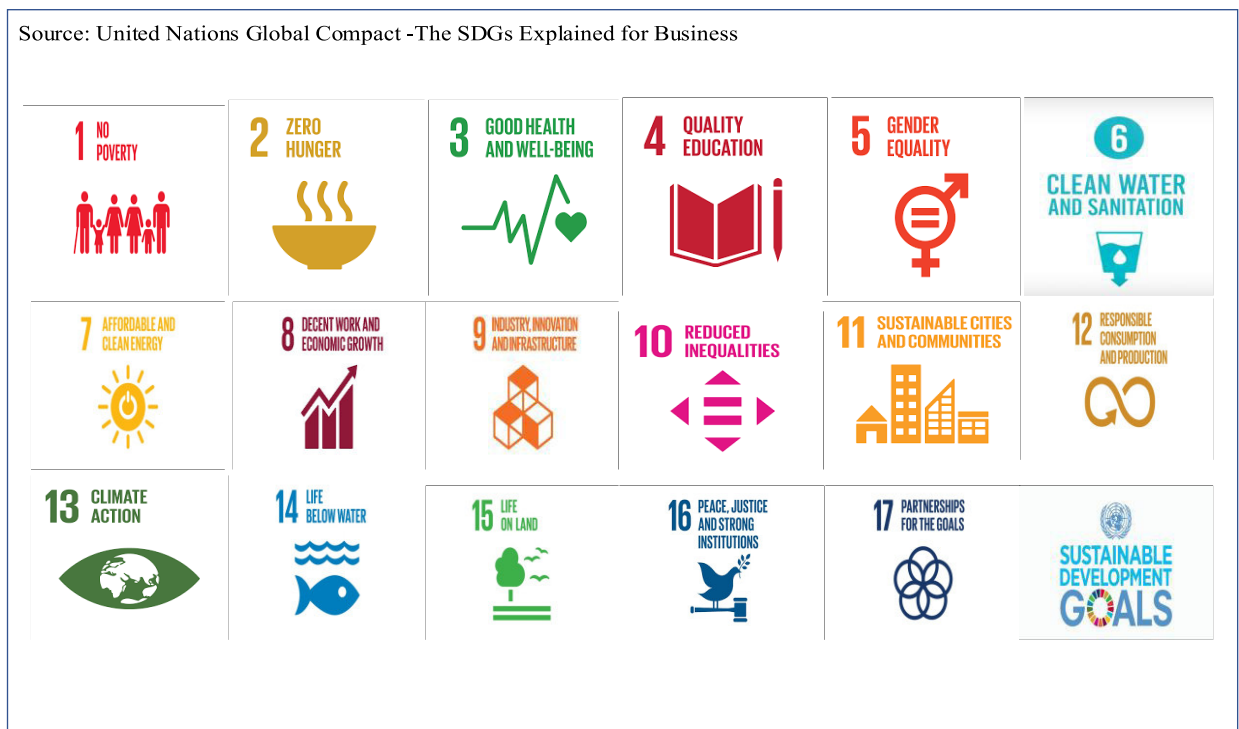 Source: United Nations Global Compact -The SDGs Explained for Business
1 NO
POVERTY
2 ZERO
HUNGER
3 GOOD HEALTH
AND WELL-BEING
4 QUALITY
EDUCATION
5 GENDER
EQUALITY
6
CLEAN WATER
AND SANITATION
7 AFFORDABLE AND
CLEAN ENERGY
8 DECENT WORK AND
ECONOMIC GROWTH
9 INDUSTRY, INNOVATION
AND INFRASTRUCTURE
10 REDUCED
INEQUALITIES
11 SUSTAINABLE CITIES
AND COMMUNITIES
12 RESPONSIBLE
CONSUMPTION
AND PRODUCTION
13 CLIMATE
ACTION
14 LIFE
BELOW WATER
15 LIFE
ON LAND
16 PEACE, JUSTICE
AND STRONG
INSTITUTIONS
17 PARTNERSHIPS
FOR THE GOALS
SUSTAINABLE
DEVELOPMENT
GOALS